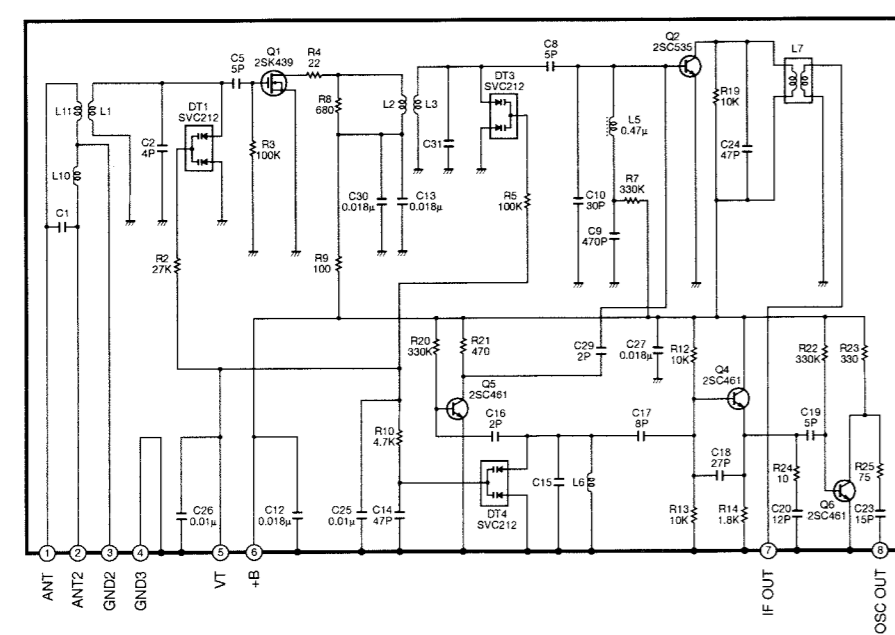 C5
5P
Q1
2SK439
R4
22
C8
5P
Q2
2SC535
L7
L11
L1
DT1
SVC212
R8
680
L2
L3
DT3
SVC212
R19
10K
C2
4P
R3
100K
C31
L5
0.47µ
C24
47P
L10
C30
0.018µ
C13
0.018µ
R5
100K
C10
30P
R7
330K
C1
C9
470P
R2
27K
R9
100
R20
330K
R21
470
C29
2P
C27
0.018µ
R12
10K
R22
330K
R23
330
Q5
2SC461
Q4
2SC461
C16
2P
C17
8P
C19
5P
R10
4.7K
C18
27P
R24
10
R25
75
C26
0.01µ
C12
0.018µ
C25
0.01µ
C14
47P
DT4
SVC212
C15
L6
R13
10K
R14
1.8K
C20
12P
Q6
2SC461
C23
15P
1
2
3
4
5
6
7
8
ANT
ANT2
GND2
GND3
VT
+B
IF OUT
OSC OUT